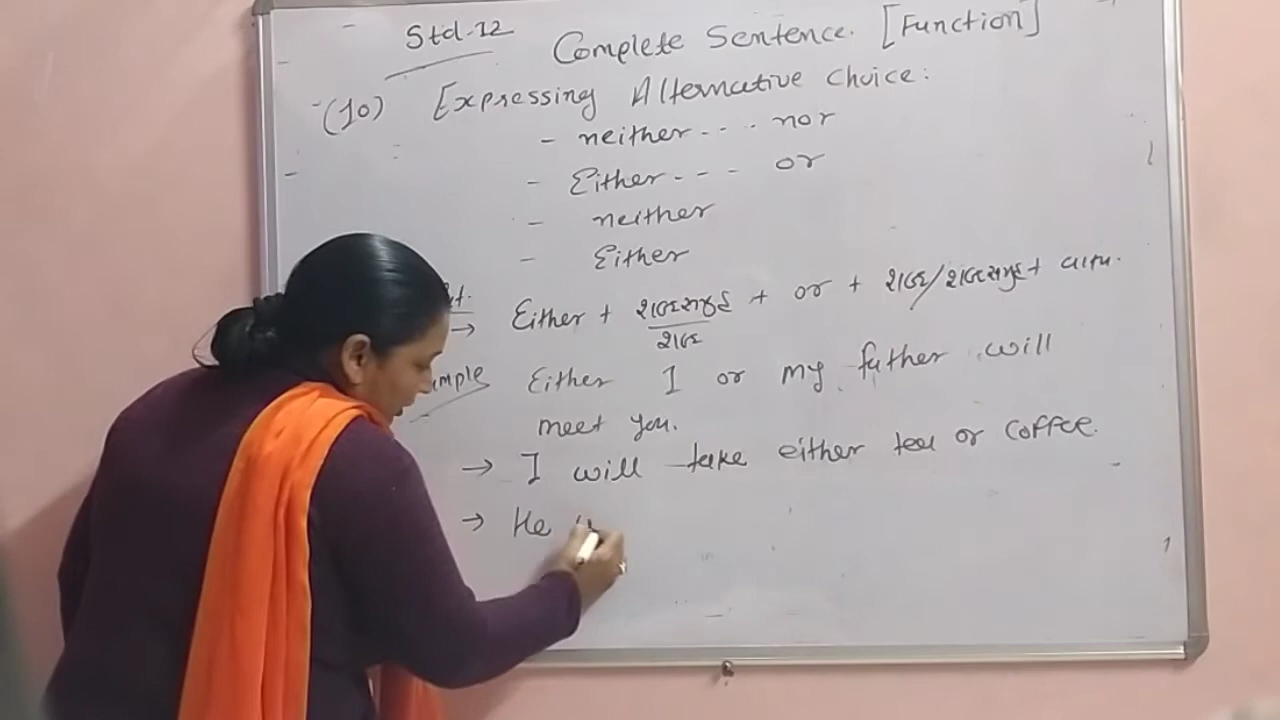 Std-12
Complete Sentence. [Function]
(10) Expressing Alternative Choice:
- neither.... nor
- Either--- or
- neither
- Either
→ Either + શબ્દસમૂહ + or + શબ્દ/શબ્દસમૂહ + વાક્ય.
શબ્દ
Either I or my father will
meet you.
→ I will take either tea or coffee.
→ He